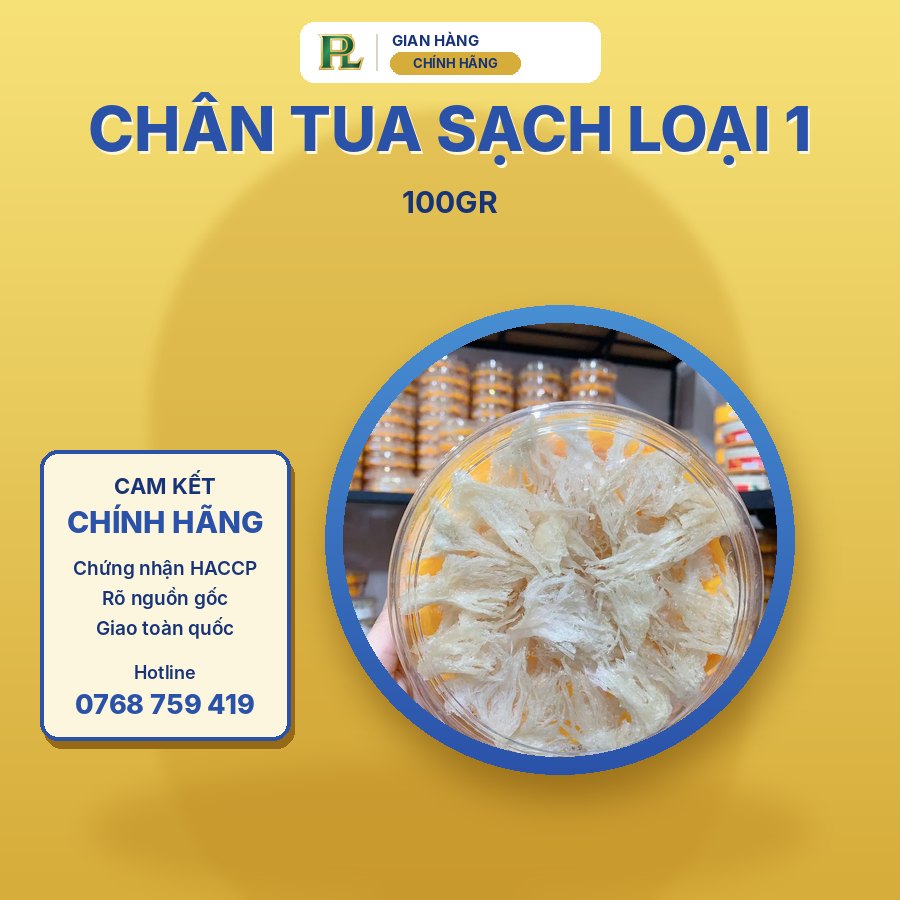 PL
GIAN HÀNG
CHÍNH HÃNG
CHÂN TUA SẠCH LOẠI 1
100GR
CAM KẾT
CHÍNH HÃNG
Chứng nhận HACCP
Rõ nguồn gốc
Giao toàn quốc
Hotline
0768 759 419